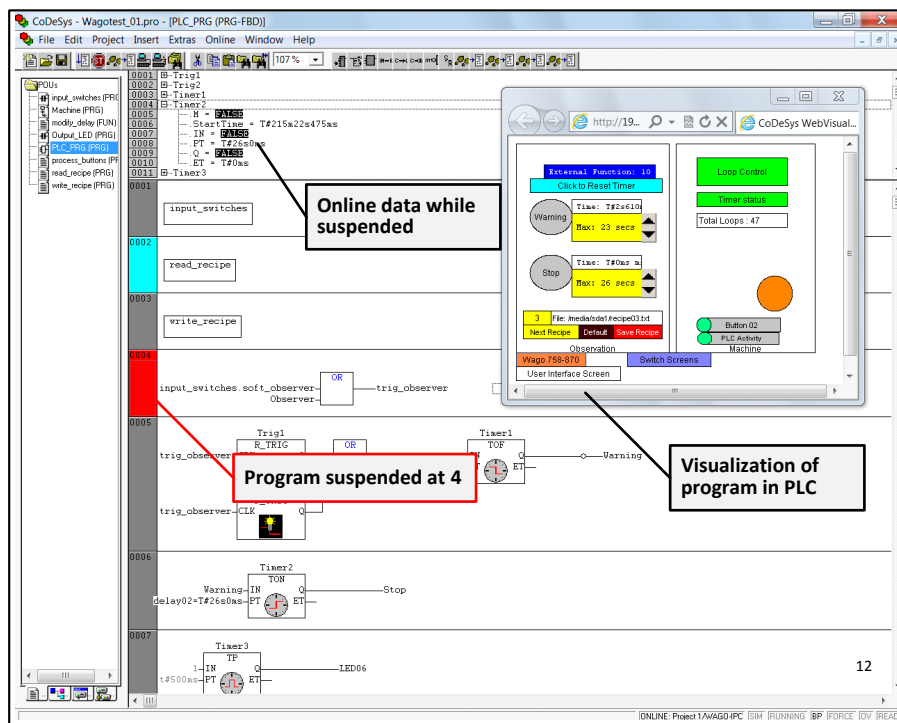 CoDeSys - Wagotest_01.pro - [PLC_PRG (PRG-FBD)]
File Edit Project Insert Extras Online Window Help
107 %
POUs
input_switches (PRG
Machine (PRG)
modify_delay (FUN)
Output_LED (PRG)
PLC_PRG (PRG)
process_buttons (PF
read_recipe (PRG)
write_recipe (PRG)
0001 Trig1
0002 Trig2
0003 Timer1
0004 Timer2
0005 .M = FALSE
0006 .StartTime = T#215m22s475ms
0007 .IN = FALSE
0008 .PT = T#26s0ms
0009 .Q = FALSE
0010 .ET = T#0ms
0011 Timer3
0001
input_switches
Online data while
suspended
0002
read_recipe
0003
write_recipe
0004
OR
input_switches.soft_observer
trig_observer
Observer
0005
Trig1
R_TRIG
OR
trig_observer
Timer1
TOF
Q
ET
Warning
Program suspended at 4
trig_observer CLK Q
0006
Timer2
TON
Warning IN Q Stop
delay02=T#26s0ms PT ET
0007
Timer3
TP
1 IN Q LED06
t#500ms PT ET
http://19...
CoDeSys WebVisual...
External Function: 10
Click to Reset Timer
Warning
Time: T#2s610
Max: 23 secs
Stop
Time: T#0ms m
Max: 26 secs
3 File: /media/sda1/recipe03.txt
Next Recipe Default Save Recipe
Observation
Loop Control
Timer status
Total Loops : 47
Button 02
PLC Activity
Machine
Wago 758-870
Switch Screens
User Interface Screen
Visualization of
program in PLC
12
ONLINE: Project 1/WAGO-IPC SIM RUNNING BP FORCE OV READ